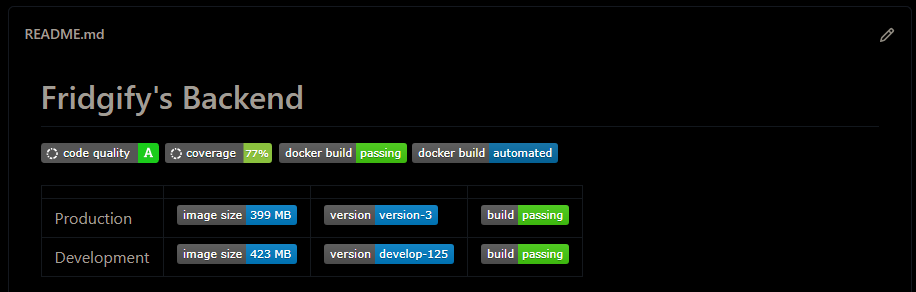 README.md
Fridgify's Backend
code quality A coverage 77% docker build passing docker build automated
Production image size 399 MB version version-3 build passing
Development image size 423 MB version develop-125 build passing